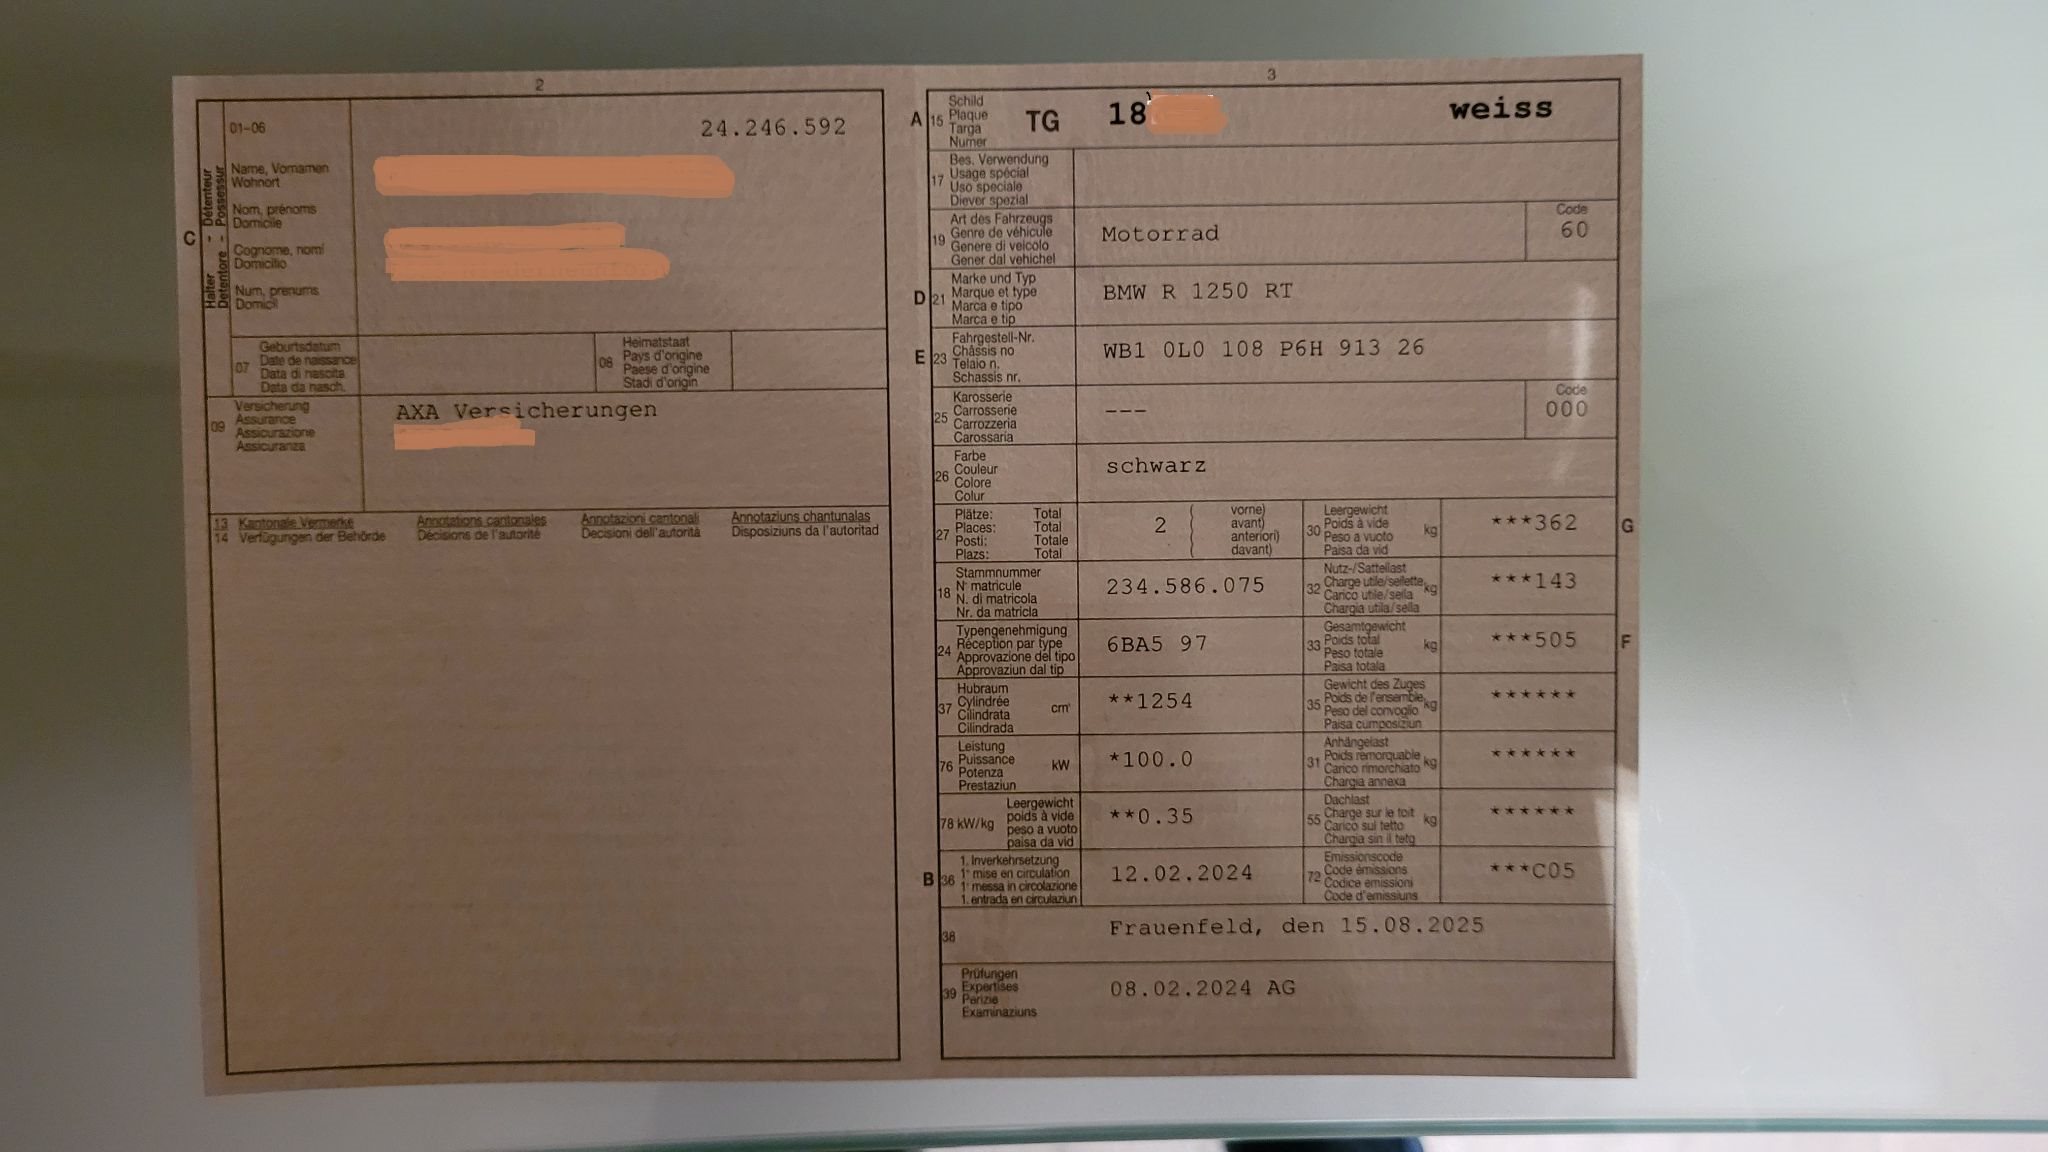 2
01-06
24.246.592
C
Halter - Détenteur
Detentore - Possessur
Name, Vornamen
Wohnort
Nom, prénoms
Domicile
Cognome, nomi
Domicilio
Num, prenums
Domicil
07
Geburtsdatum
Date de naissance
Data di nascita
Data da nasch.
08
Heimatstaat
Pays d'origine
Paese d'origine
Stadi d'origin
09
Versicherung
Assurance
Assicurazione
Assicuranza
AXA Versicherungen
13 Kantonale Vermerke Annotations cantonales Annotazioni cantonali Annotaziuns chantunalas
14 Verfügungen der Behörde Décisions de l'autorité Decisioni dell'autorità Disposiziuns da l'autoritad
3
A 15
Schild
Plaque
Targa
Numer
TG 18 weiss
17
Bes. Verwendung
Usage spécial
Uso speciale
Diever spezial
19
Art des Fahrzeugs
Genre de véhicule
Genere di veicolo
Gener dal vehichel
Motorrad
Code
60
D 21
Marke und Typ
Marque et type
Marca e tipo
Marca e tip
BMW R 1250 RT
E 23
Fahrgestell-Nr.
Châssis no
Telaio n.
Schassis nr.
WB1 0L0 108 P6H 913 26
25
Karosserie
Carrosserie
Carrozzeria
Carossaria
---
Code
000
26
Farbe
Couleur
Colore
Colur
schwarz
27
Plätze: Total
Places: Total
Posti: Totale
Plazs: Total
2
( vorne)
( avant)
( anteriori)
( davant)
30
Leergewicht
Poids à vide
Peso a vuoto
Paisa da vid
kg
***362
G
18
Stammnummer
N° matricule
N. di matricola
Nr. da matricla
234.586.075
32
Nutz-/Sattellast
Charge utile/sellette
Carico utile/sella
Chargia utila/sella
kg
***143
24
Typengenehmigung
Réception par type
Approvazione del tipo
Approvaziun dal tip
6BA5 97
33
Gesamtgewicht
Poids total
Peso totale
Paisa totala
kg
***505
F
37
Hubraum
Cylindrée
Cilindrata
Cilindrada
cm³
**1254
35
Gewicht des Zuges
Poids de l'ensemble
Peso del convoglio
Paisa cumposiziun
kg
******
76
Leistung
Puissance
Potenza
Prestaziun
kW
*100.0
31
Anhängelast
Poids remorquable
Carico rimorchiato
Chargia annexa
kg
******
78 kW/kg
Leergewicht
poids à vide
peso a vuoto
paisa da vid
**0.35
55
Dachlast
Charge sur le toit
Carico sul tetto
Chargia sin il tetg
kg
******
B 36
1. Inverkehrsetzung
1re mise en circulation
1a messa in circolazione
1. entrada en circulaziun
12.02.2024
72
Emissionscode
Code émissions
Codice emissioni
Code d'emissiuns
***C05
38
Frauenfeld, den 15.08.2025
39
Prüfungen
Expertises
Perizie
Examinaziuns
08.02.2024 AG